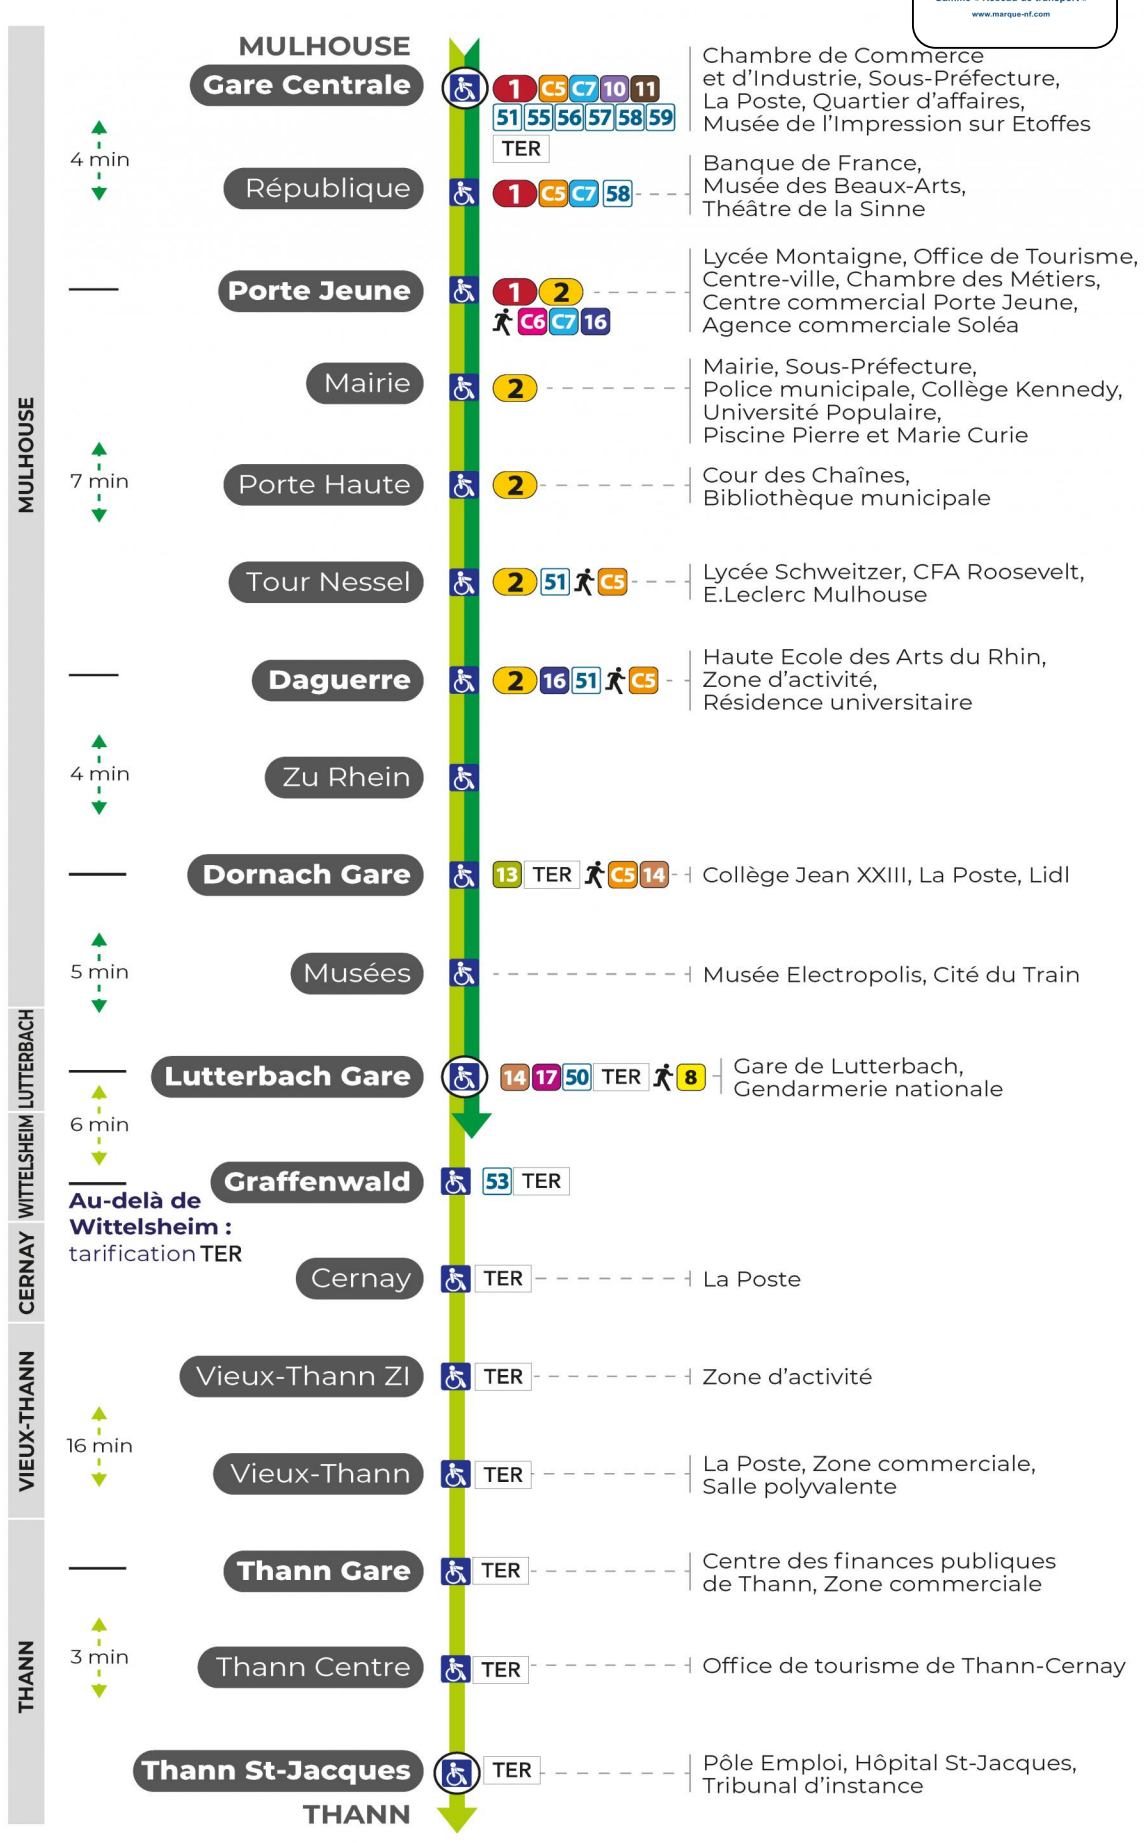 www.marque-nf.com
MULHOUSE
Gare Centrale
1 C5 C7 10 11
51 55 56 57 58 59
TER
Chambre de Commerce
et d'Industrie, Sous-Préfecture,
La Poste, Quartier d'affaires,
Musée de l'Impression sur Etoffes
4 min
République
1 C5 C7 58
Banque de France,
Musée des Beaux-Arts,
Théâtre de la Sinne
Porte Jeune
1 2
C6 C7 16
Lycée Montaigne, Office de Tourisme,
Centre-ville, Chambre des Métiers,
Centre commercial Porte Jeune,
Agence commerciale Soléa
MULHOUSE
Mairie
2
Mairie, Sous-Préfecture,
Police municipale, Collège Kennedy,
Université Populaire,
Piscine Pierre et Marie Curie
7 min
Porte Haute
2
Cour des Chaînes,
Bibliothèque municipale
Tour Nessel
2 51 C5
Lycée Schweitzer, CFA Roosevelt,
E.Leclerc Mulhouse
Daguerre
2 16 51 C5
Haute Ecole des Arts du Rhin,
Zone d'activité,
Résidence universitaire
4 min
Zu Rhein
Dornach Gare
13 TER C5 14
Collège Jean XXIII, La Poste, Lidl
5 min
Musées
Musée Electropolis, Cité du Train
LUTTERBACH
Lutterbach Gare
14 17 50 TER 8
Gare de Lutterbach,
Gendarmerie nationale
6 min
WITTELSHEIM
Graffenwald
53 TER
Au-delà de
Wittelsheim :
tarification TER
CERNAY
Cernay
TER
La Poste
VIEUX-THANN
Vieux-Thann ZI
TER
Zone d'activité
16 min
Vieux-Thann
TER
La Poste, Zone commerciale,
Salle polyvalente
THANN
Thann Gare
TER
Centre des finances publiques
de Thann, Zone commerciale
3 min
Thann Centre
TER
Office de tourisme de Thann-Cernay
Thann St-Jacques
TER
Pôle Emploi, Hôpital St-Jacques,
Tribunal d'instance
THANN